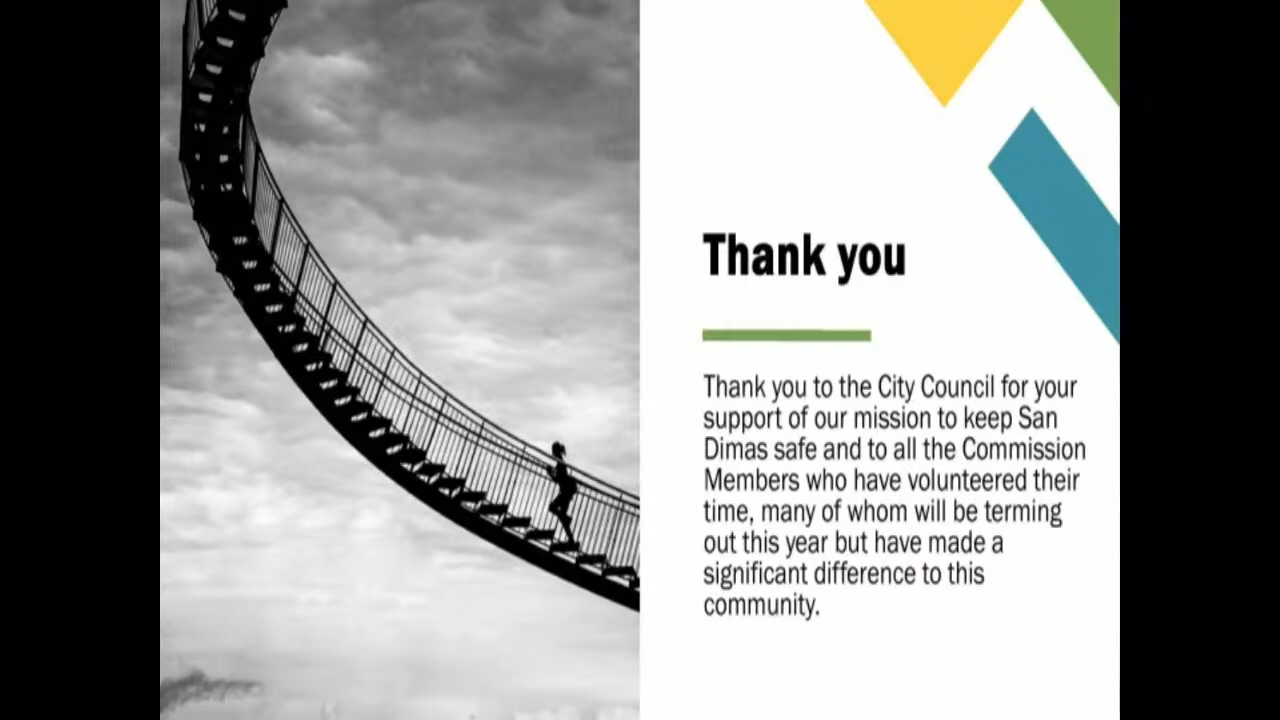 Thank you
Thank you to the City Council for your
support of our mission to keep San
Dimas safe and to all the Commission
Members who have volunteered their
time, many of whom will be terming
out this year but have made a
significant difference to this
community.